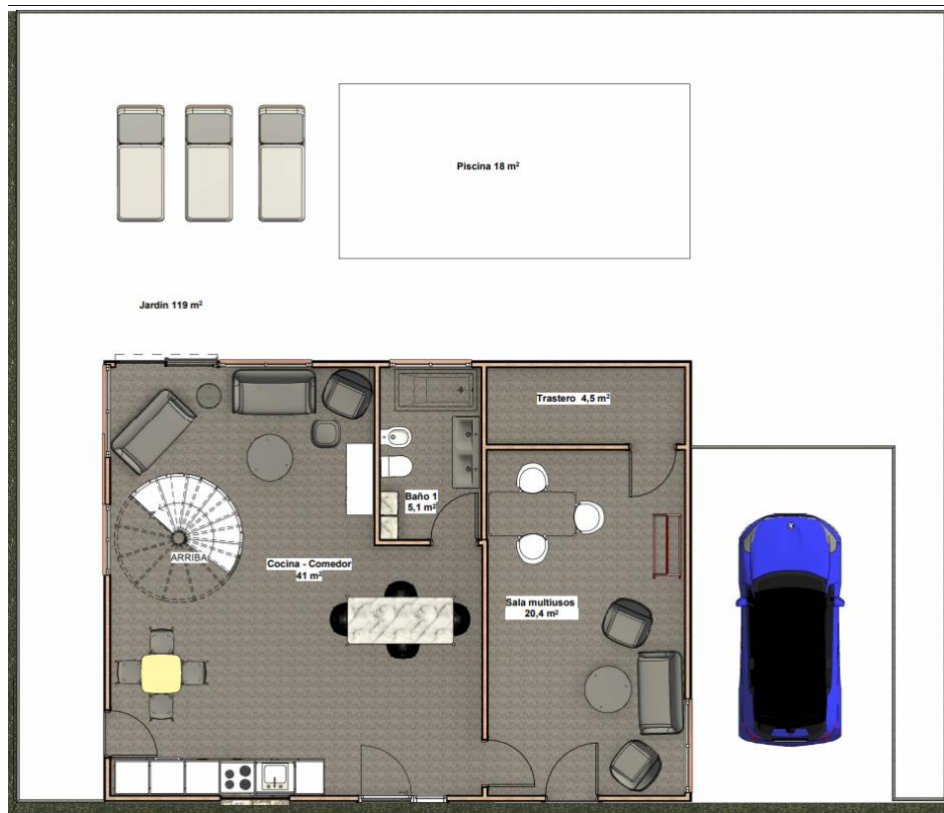 Piscina 18 m²
Jardín 119 m²
Trastero 4,5 m²
Baño 1
5,1 m²
ARRIBA
Cocina - Comedor
41 m²
Sala multiusos
20,4 m²